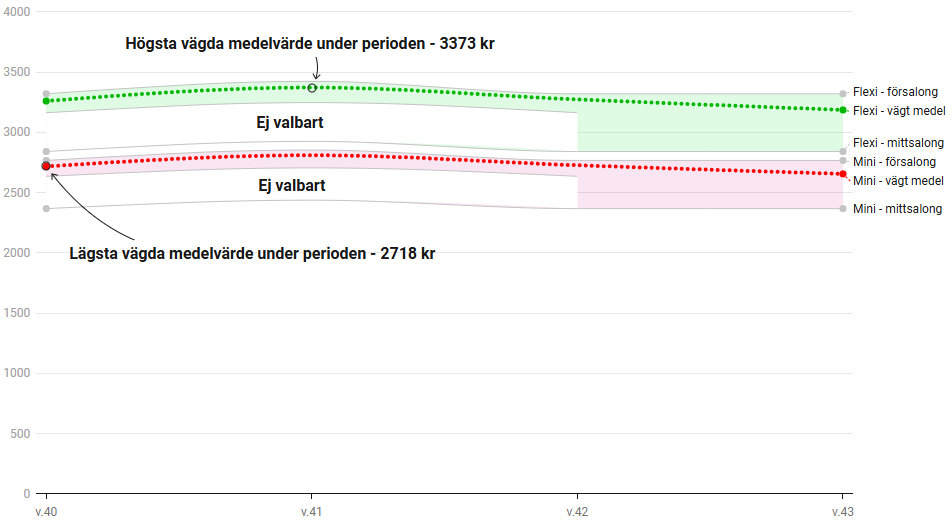 4000
Högsta vägda medelvärde under perioden - 3373 kr
3500
Flexi - försalong
Flexi - vägt medel
Ej valbart
3000
Flexi - mittsalong
Mini - försalong
Ej valbart
Mini - vägt medel
2500
Mini - mittsalong
Lägsta vägda medelvärde under perioden - 2718 kr
2000
1500
1000
500
0
v.40 v.41 v.42 v.43